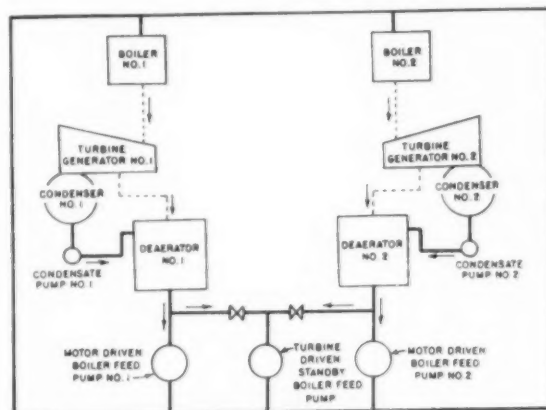 BOILER
NO.1
BOILER
NO.2
TURBINE
GENERATOR NO.1
TURBINE
GENERATOR NO.2
CONDENSER
NO.1
CONDENSER
NO.2
DEAERATOR
NO.1
DEAERATOR
NO.2
CONDENSATE
PUMP NO.1
CONDENSATE
PUMP NO.2
MOTOR DRIVEN
BOILER FEED
PUMP NO.1
TURBINE
DRIVEN
STANDBY
BOILER FEED
PUMP
MOTOR DRIVEN
BOILER FEED
PUMP NO.2